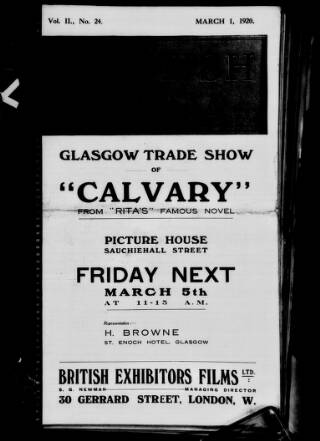 Vol. II., No. 24. MARCH 1, 1920.
GLASGOW TRADE SHOW
OF
"CALVARY"
FROM "RITA'S" FAMOUS NOVEL
PICTURE HOUSE
SAUCHIEHALL STREET
FRIDAY NEXT
MARCH 5th
AT 11-15 A.M.
Representative:—
H. BROWNE
ST. ENOCH HOTEL, GLASGOW
BRITISH EXHIBITORS FILMS LTD.
S. G. NEWMAN MANAGING DIRECTOR
30 GERRARD STREET, LONDON, W.